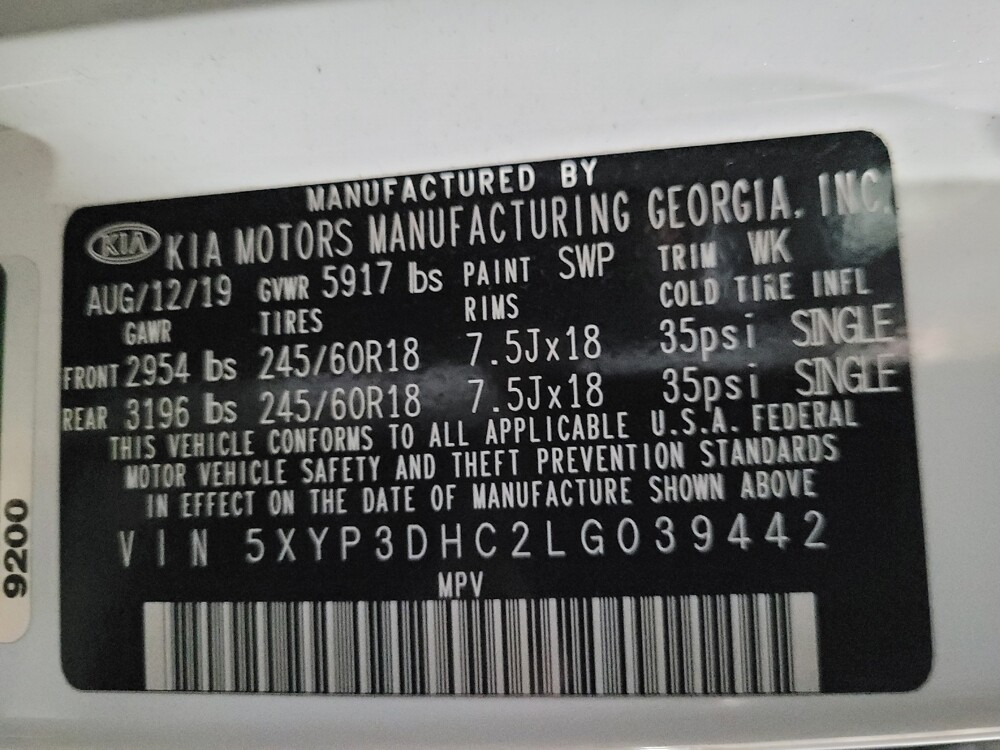 MANUFACTURED BY
KIA KIA MOTORS MANUFACTURING GEORGIA, INC.
AUG/12/19 GVWR 5917 lbs PAINT SWP TRIM WK
GAWR TIRES RIMS COLD TIRE INFL
FRONT 2954 lbs 245/60R18 7.5Jx18 35psi SINGLE
REAR 3196 lbs 245/60R18 7.5Jx18 35psi SINGLE
THIS VEHICLE CONFORMS TO ALL APPLICABLE U.S.A. FEDERAL
MOTOR VEHICLE SAFETY AND THEFT PREVENTION STANDARDS
IN EFFECT ON THE DATE OF MANUFACTURE SHOWN ABOVE
VIN 5XYP3DHC2LG039442
MPV
9200